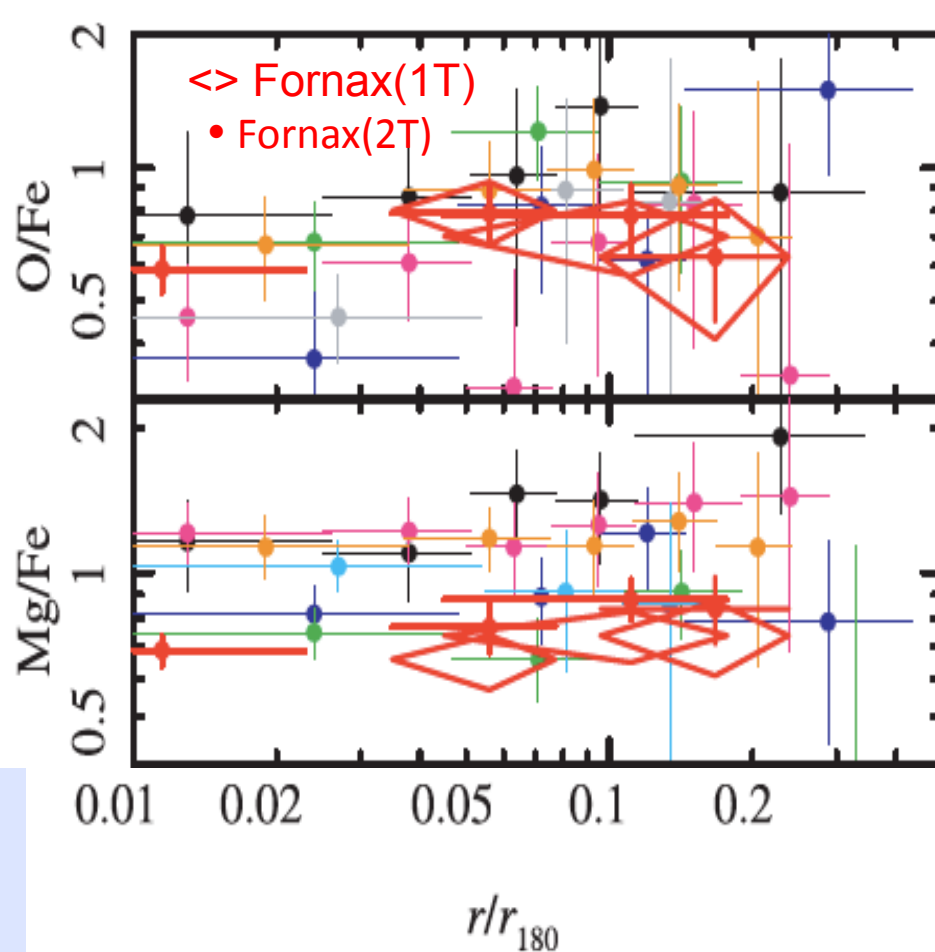 2
<> Fornax(1T)
• Fornax(2T)
1
O/Fe
0.5
2
1
Mg/Fe
0.5
0.01 0.02 0.05 0.1 0.2
r/r180